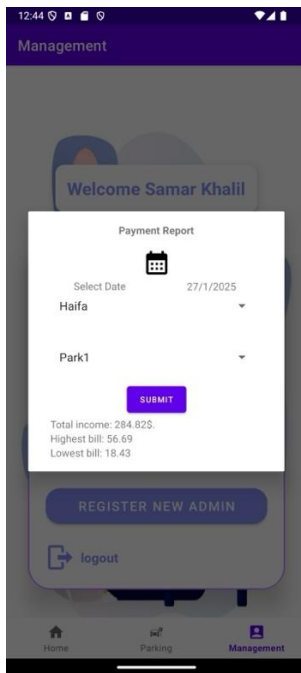 12:44
Management
Welcome Samar Khalil
Payment Report
Select Date 27/1/2025
Haifa
Park1
SUBMIT
Total income: 284.82$.
Highest bill: 56.69
Lowest bill: 18.43
REGISTER NEW ADMIN
logout
Home Parking Management